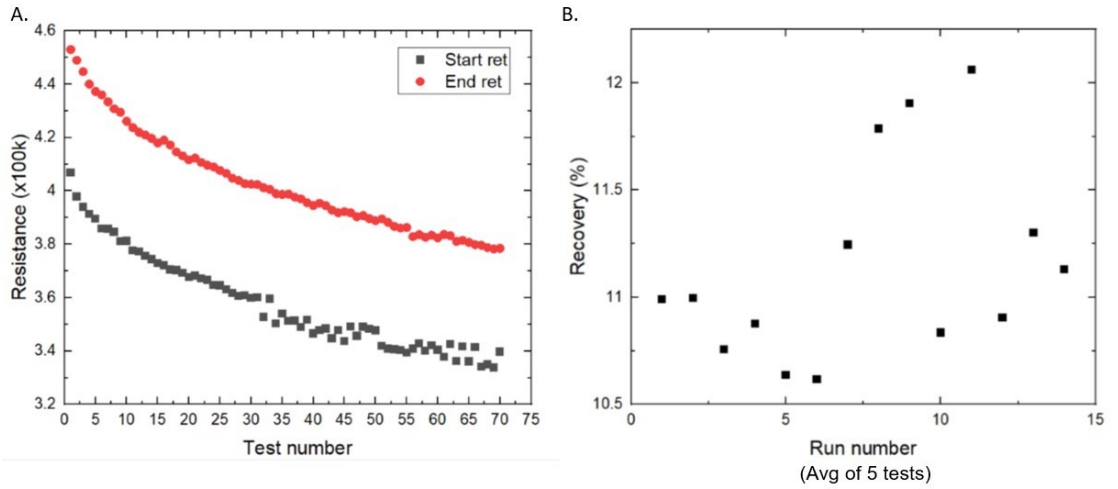 A.
4.6
4.4
4.2
4
3.8
3.6
3.4
3.2
Resistance (x100k)
Start ret
End ret
0 5 10 15 20 25 30 35 40 45 50 55 60 65 70 75
Test number
B.
12
11.5
11
10.5
Recovery (%)
0 5 10 15
Run number
(Avg of 5 tests)